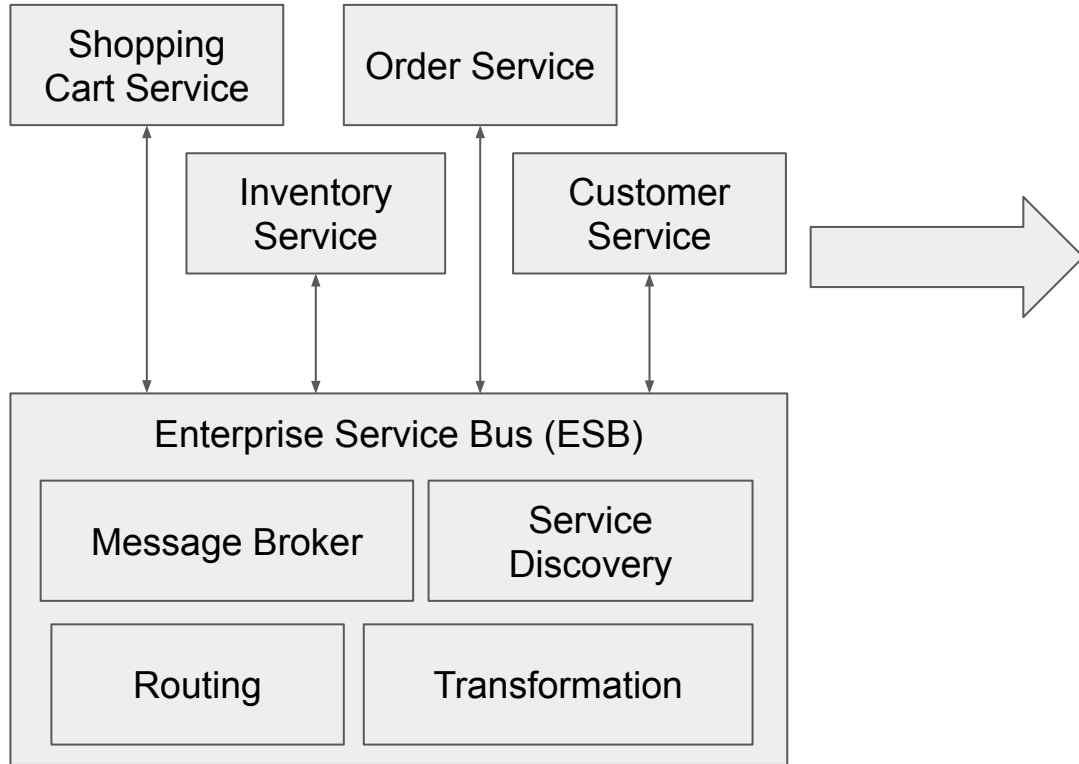 Shopping
Cart Service
Order Service
Inventory
Service
Customer
Service
Enterprise Service Bus (ESB)
Message Broker
Service
Discovery
Routing
Transformation